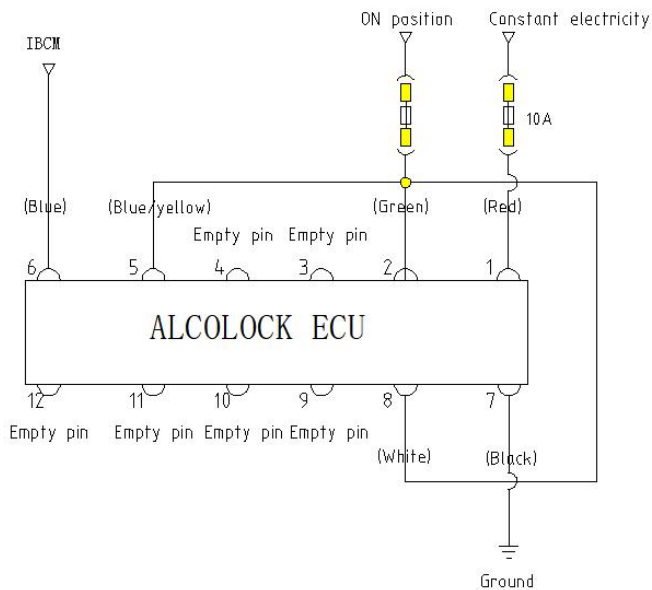 ON position Constant electricity
IBCM
10A
(Blue) (Blue/yellow) (Green) (Red)
Empty pin Empty pin
6 5 4 3 2 1
ALCOLOCK ECU
12 11 10 9 8 7
Empty pin Empty pin Empty pin Empty pin
(White) (Black)
Ground